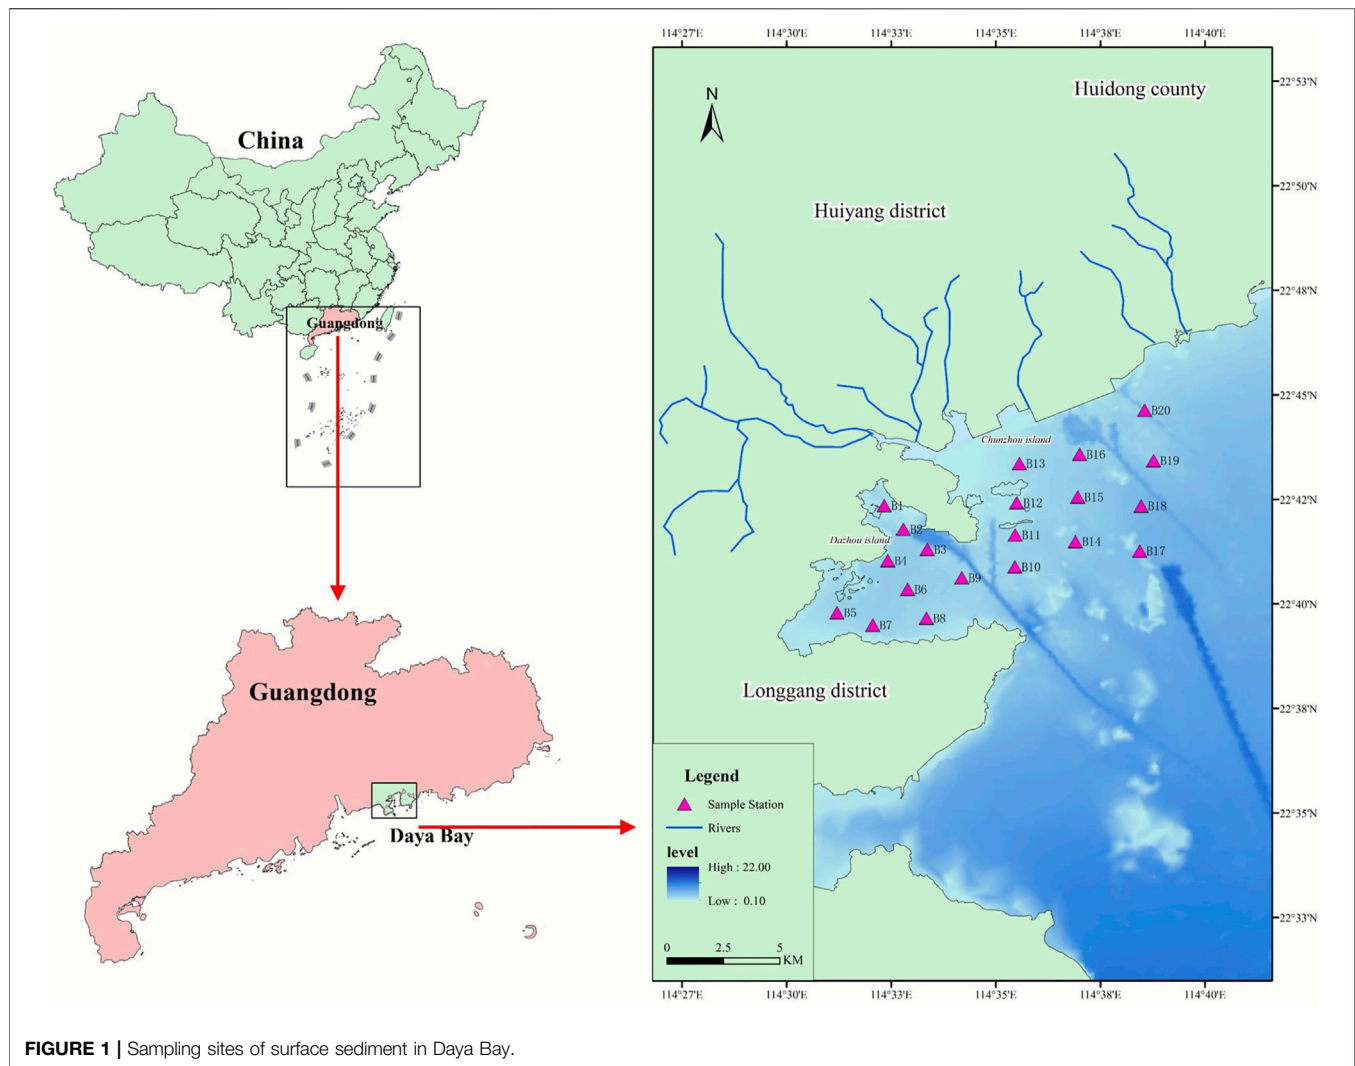 China
Guangdong
Guangdong
Daya Bay
114°27'E 114°30'E 114°33'E 114°35'E 114°38'E 114°40'E
N
Huidong county
Huiyang district
22°53'N
22°50'N
22°48'N
22°45'N
22°42'N
22°40'N
22°38'N
22°35'N
22°33'N
B20
Chunzhou island
B16
B13
B19
B15
B12
B18
B1
B2
B11
Dazhou island
B3
B14
B17
B4
B10
B9
B6
B5
B8
B7
Longgang district
Legend
Sample Station
Rivers
level
High : 22.00
Low : 0.10
0 2.5 5
KM
114°27'E 114°30'E 114°33'E 114°35'E 114°38'E 114°40'E
FIGURE 1 | Sampling sites of surface sediment in Daya Bay.